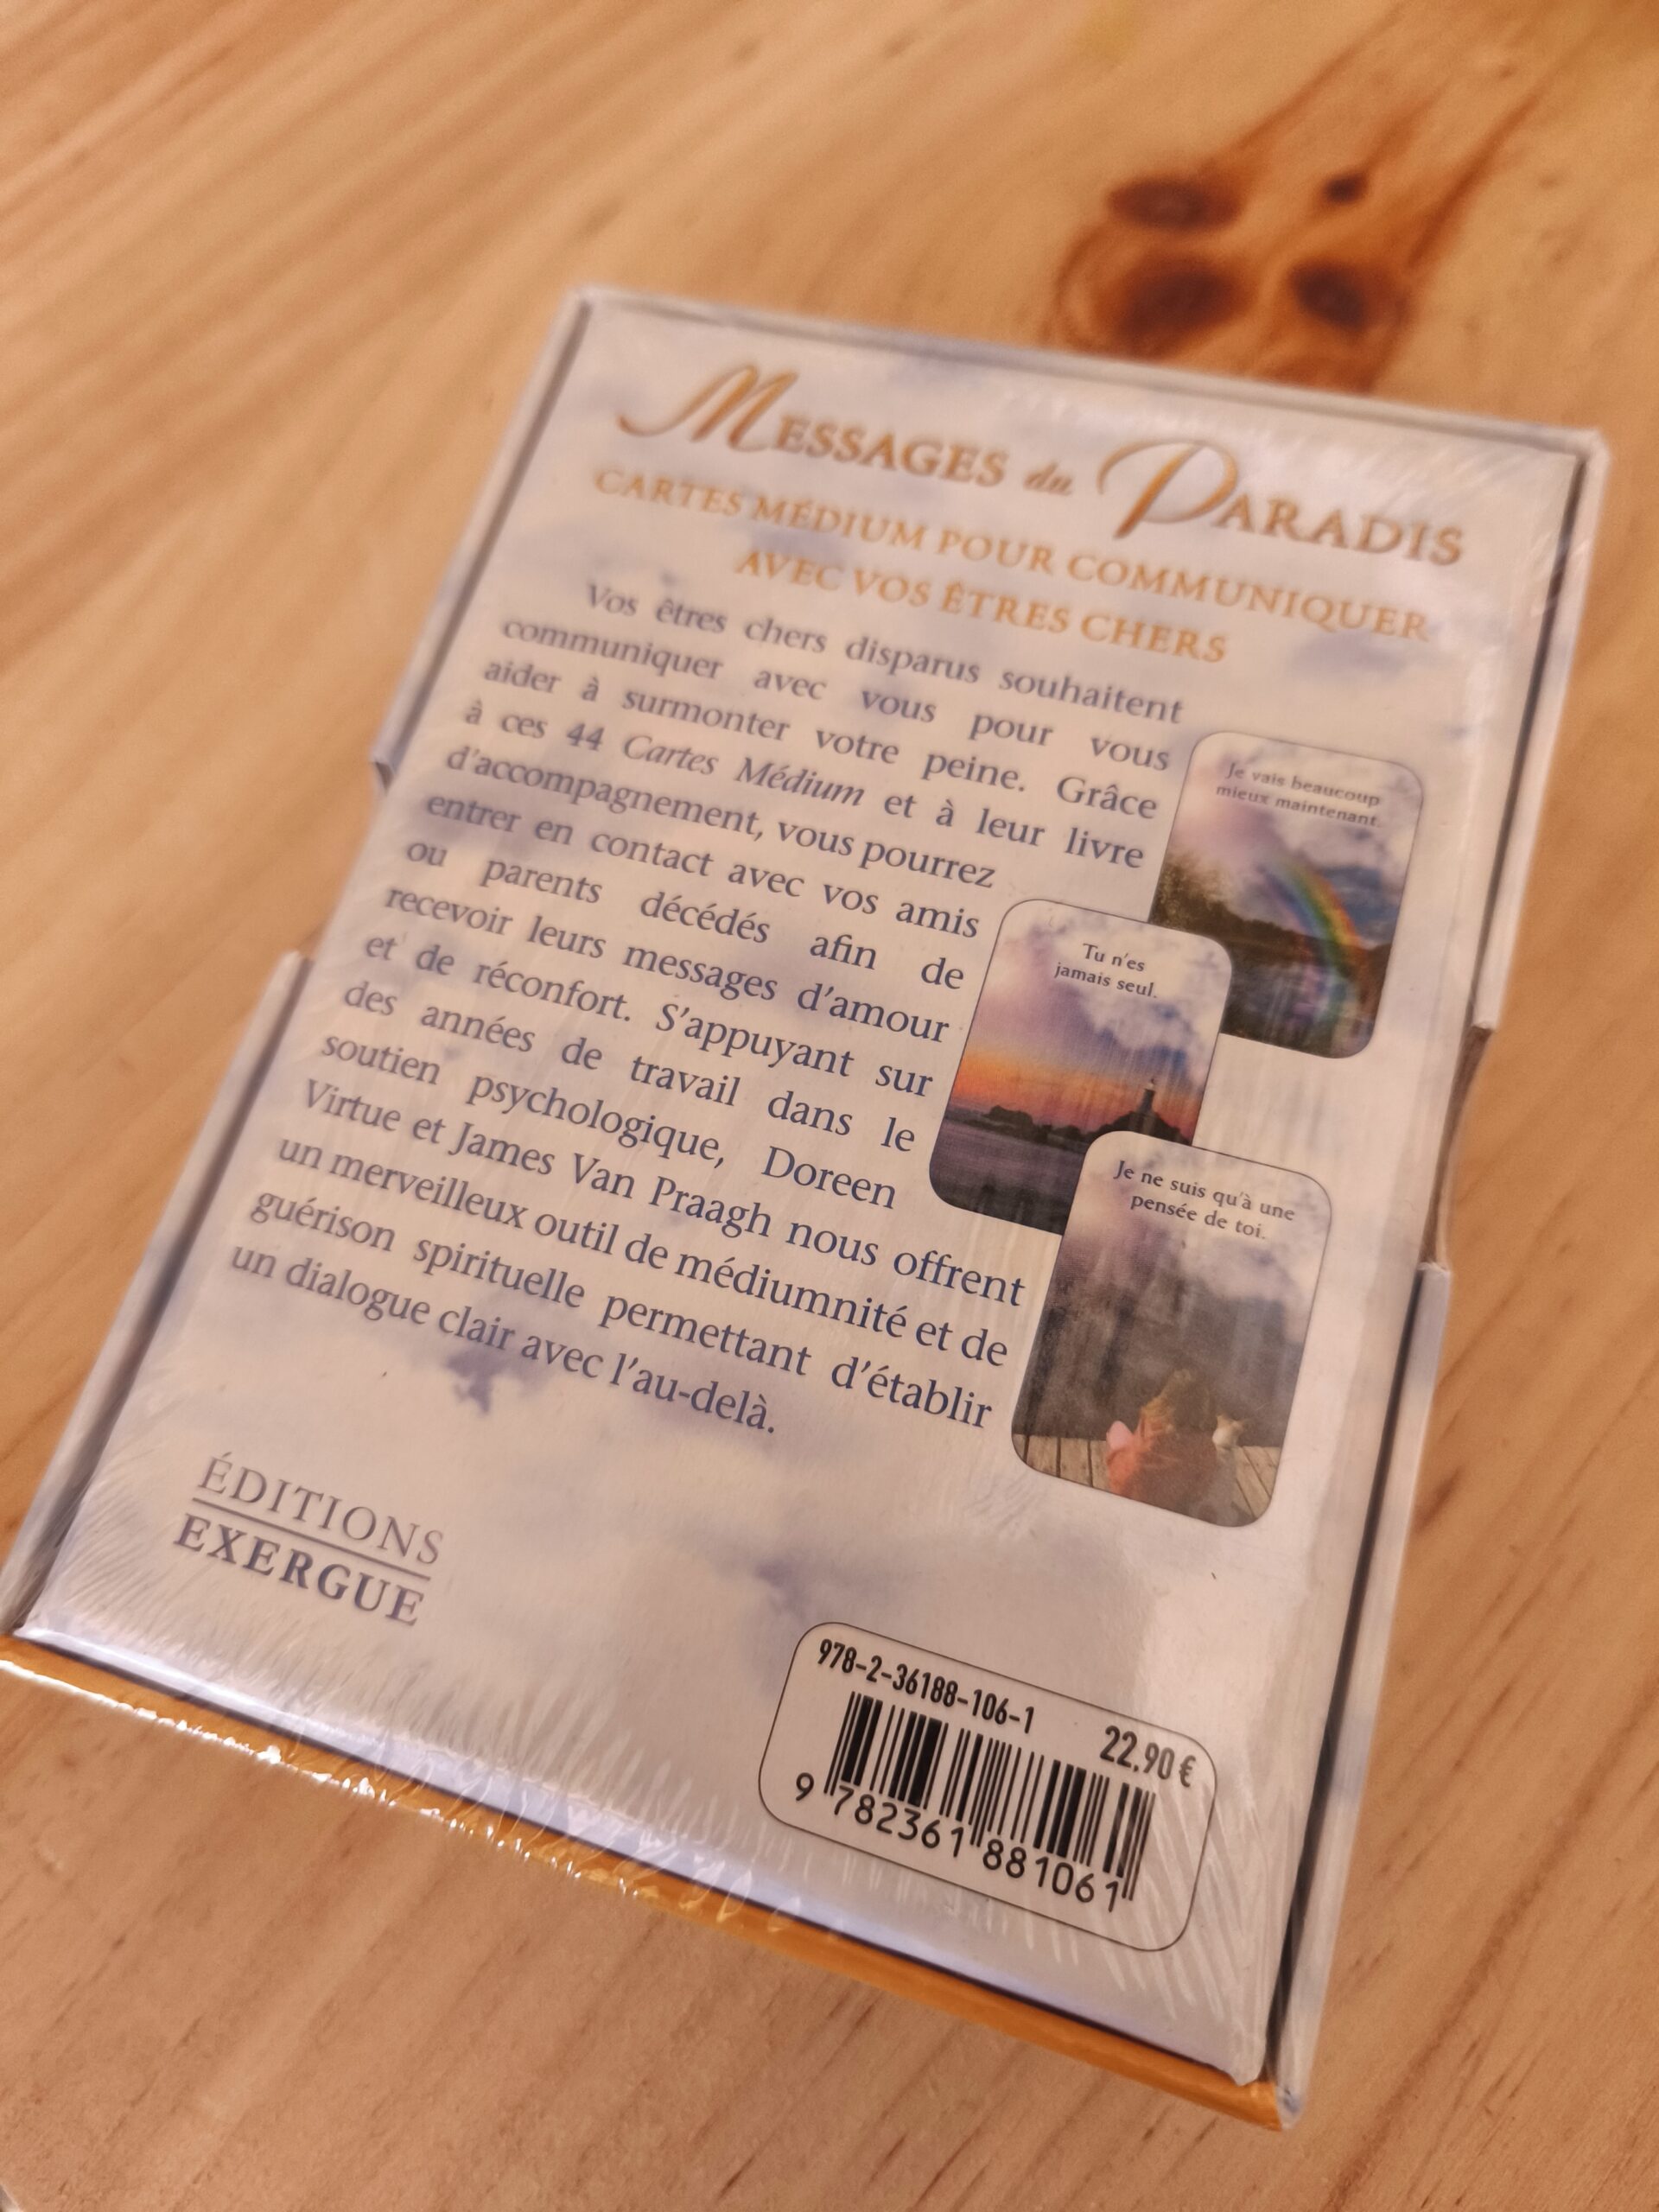 MESSAGES du PARADIS
CARTES MÉDIUM POUR COMMUNIQUER
AVEC VOS ÊTRES CHERS
Vos êtres chers disparus souhaitent
communiquer avec vous pour vous
aider à surmonter votre peine. Grâce
à ces 44 Cartes Médium et à leur livre
d'accompagnement, vous pourrez
entrer en contact avec vos amis
ou parents décédés afin de
recevoir leurs messages d'amour
et de réconfort. S'appuyant sur
des années de travail dans le
soutien psychologique, Doreen
Virtue et James Van Praagh nous offrent
un merveilleux outil de médiumnité et de
guérison spirituelle permettant d'établir
un dialogue clair avec l'au-delà.
Je vais beaucoup
mieux maintenant.
Tu n'es
jamais seul.
Je ne suis qu'à une
pensée de toi.
ÉDITIONS
EXERGUE
978-2-36188-106-1 22.90 €
9 782361 881061